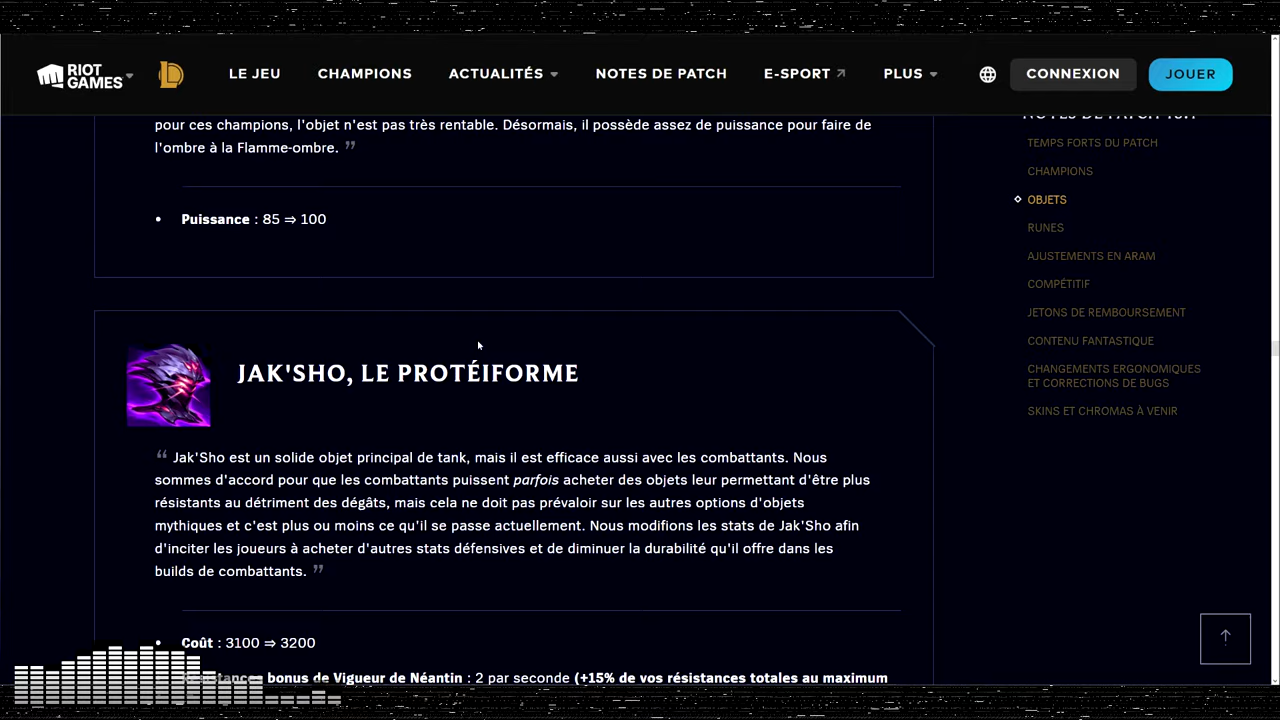 RIOT GAMES
LE JEU
CHAMPIONS
ACTUALITÉS
NOTES DE PATCH
E-SPORT
PLUS
CONNEXION
JOUER
pour ces champions, l'objet n'est pas très rentable. Désormais, il possède assez de puissance pour faire de
l'ombre à la Flamme-ombre. ”
• Puissance : 85 ⇒ 100
JAK'SHO, LE PROTÉIFORME
“ Jak'Sho est un solide objet principal de tank, mais il est efficace aussi avec les combattants. Nous
sommes d'accord pour que les combattants puissent parfois acheter des objets leur permettant d'être plus
résistants au détriment des dégâts, mais cela ne doit pas prévaloir sur les autres options d'objets
mythiques et c'est plus ou moins ce qu'il se passe actuellement. Nous modifions les stats de Jak'Sho afin
d'inciter les joueurs à acheter d'autres stats défensives et de diminuer la durabilité qu'il offre dans les
builds de combattants. ”
• Coût : 3100 ⇒ 3200
bonus de Vigueur de Néantin : 2 par seconde (+15% de vos résistances totales au maximum
NOTES DE PATCH
TEMPS FORTS DU PATCH
CHAMPIONS
OBJETS
RUNES
AJUSTEMENTS EN ARAM
COMPÉTITIF
JETONS DE REMBOURSEMENT
CONTENU FANTASTIQUE
CHANGEMENTS ERGONOMIQUES
ET CORRECTIONS DE BUGS
SKINS ET CHROMAS À VENIR